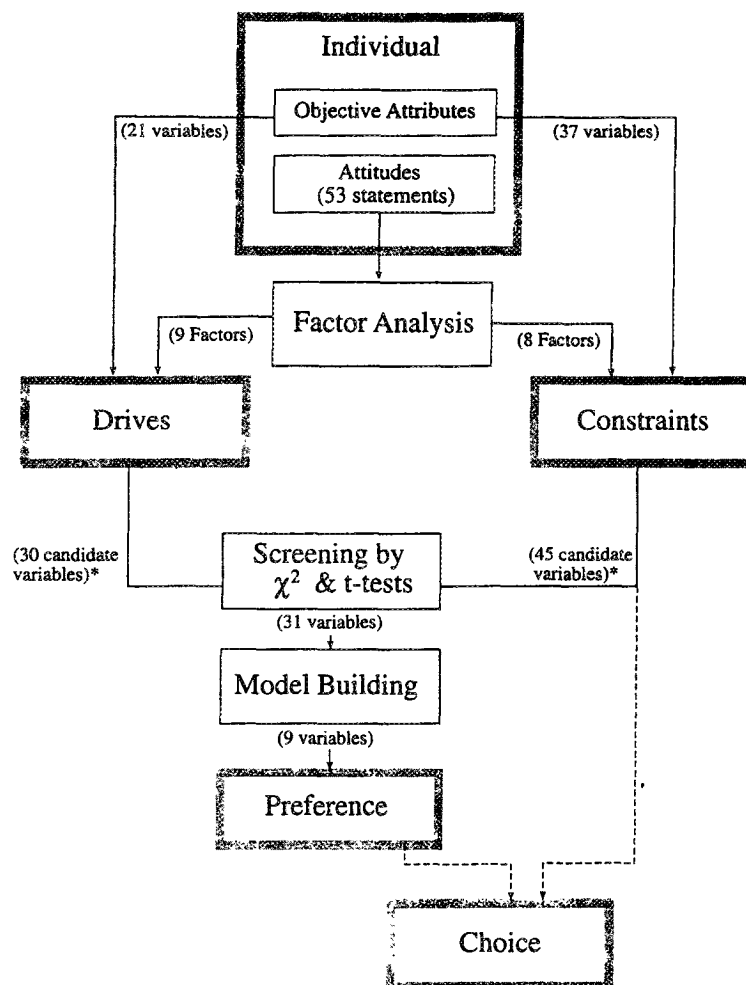 Individual
Objective Attributes
(21 variables)
(37 variables)
Attitudes
(53 statements)
Factor Analysis
(9 Factors)
(8 Factors)
Drives
Constraints
(30 candidate
variables)*
Screening by
χ² & t-tests
(45 candidate
variables)*
(31 variables)
Model Building
(9 variables)
Preference
Choice